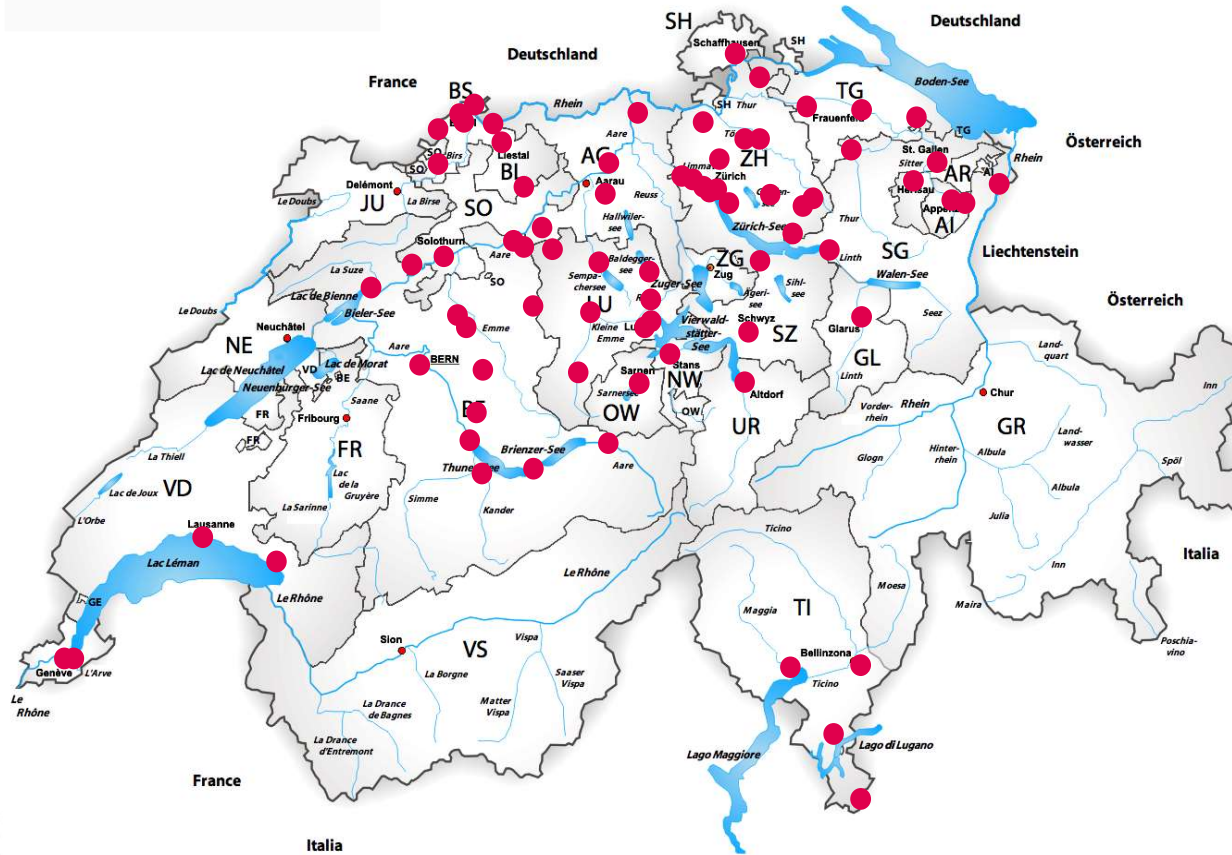 SH
Deutschland
SH
Schaffhausen
Deutschland
France
BS
Rhein
SH
Thur
TG
Boden-See
Frauenfeld
TG
Österreich
Aare
ZH
St. Gallen
Rhein
SO
Birs
Liestal
BL
AG
Limmat
Zürich
Sitter
AR
AI
SO
Aarau
Reuss
Herisau
Delémont
JU
La Birse
SO
Appenzell
AI
Le Doubs
Hallwiler-
see
Zürich-See
Thur
SG
Solothurn
Aare
Baldegger-
see
ZG
Zug
Linth
Liechtenstein
La Suze
SO
Sempa-
chersee
Zuger-See
Ägeri-
see
Sihl-
see
Walen-See
Österreich
Lac de Bienne
Le Doubs
Bieler-See
LU
Emme
Kleine
Emme
Vierwald-
stätter-
See
Schwyz
SZ
Glarus
Seez
Neuchâtel
NE
Lac de Neuchâtel
Neuenburger-See
VD
Lac de Morat
BE
Aare
BERN
Stans
NW
Sarnen
Sarnersee
GL
Linth
Land-
quart
Inn
Saane
FR
FR
Fribourg
FR
BE
OW
OW
Altdorf
UR
Vorder-
rhein
Rhein
Chur
GR
Land-
wasser
La Thiell
Brienzer-See
Thuner-See
Aare
Glogn
Hinter-
rhein
Albula
Spöl
Lac de Joux
VD
Lac
de la
Gruyère
Simme
Kander
Albula
L'Orbe
La Sarinne
Julia
Lausanne
Ticino
Inn
Italia
Lac Léman
Le Rhône
Le Rhône
Moesa
Maira
GE
TI
Maggia
Sion
VS
Vispa
Poschia-
vino
Genève
L'Arve
La Borgne
Saaser
Vispa
Bellinzona
Ticino
Le
Rhône
La Drance
de Bagnes
Matter
Vispa
La Drance
d'Entremont
Lago Maggiore
Lago di Lugano
France
Italia